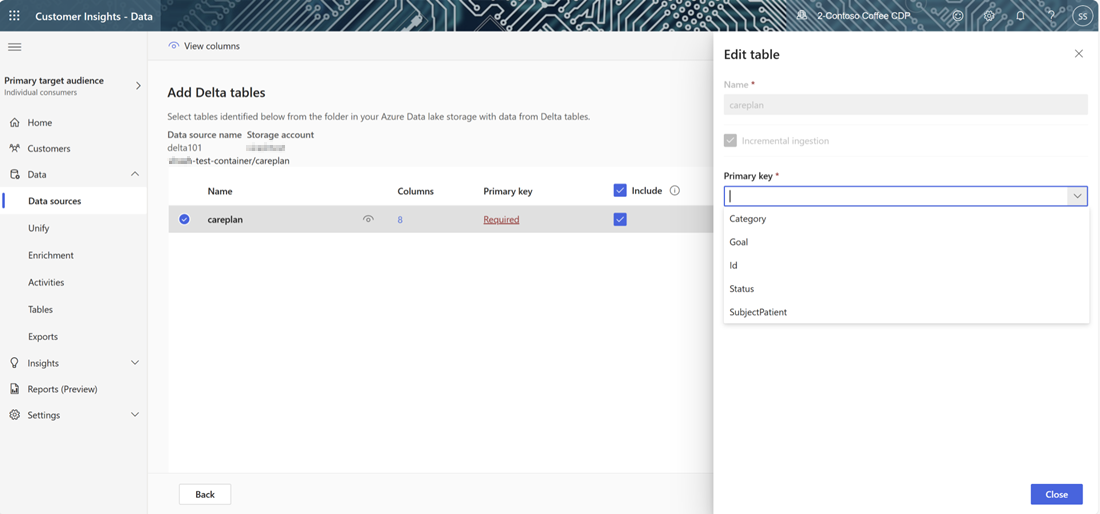 Customer Insights - Data
2-Contoso Coffee CDP
?
SS
Primary target audience
Individual consumers
Home
Customers
Data
Data sources
Unify
Enrichment
Activities
Tables
Exports
Insights
Reports (Preview)
Settings
View columns
Add Delta tables
Select tables identified below from the folder in your Azure Data lake storage with data from Delta tables.
Data source name Storage account
delta101
-test-container/careplan
Name Columns Primary key Include
careplan 8 Required
Back
Edit table
Name *
careplan
Incremental ingestion
Primary key *
Category
Goal
Id
Status
SubjectPatient
Close